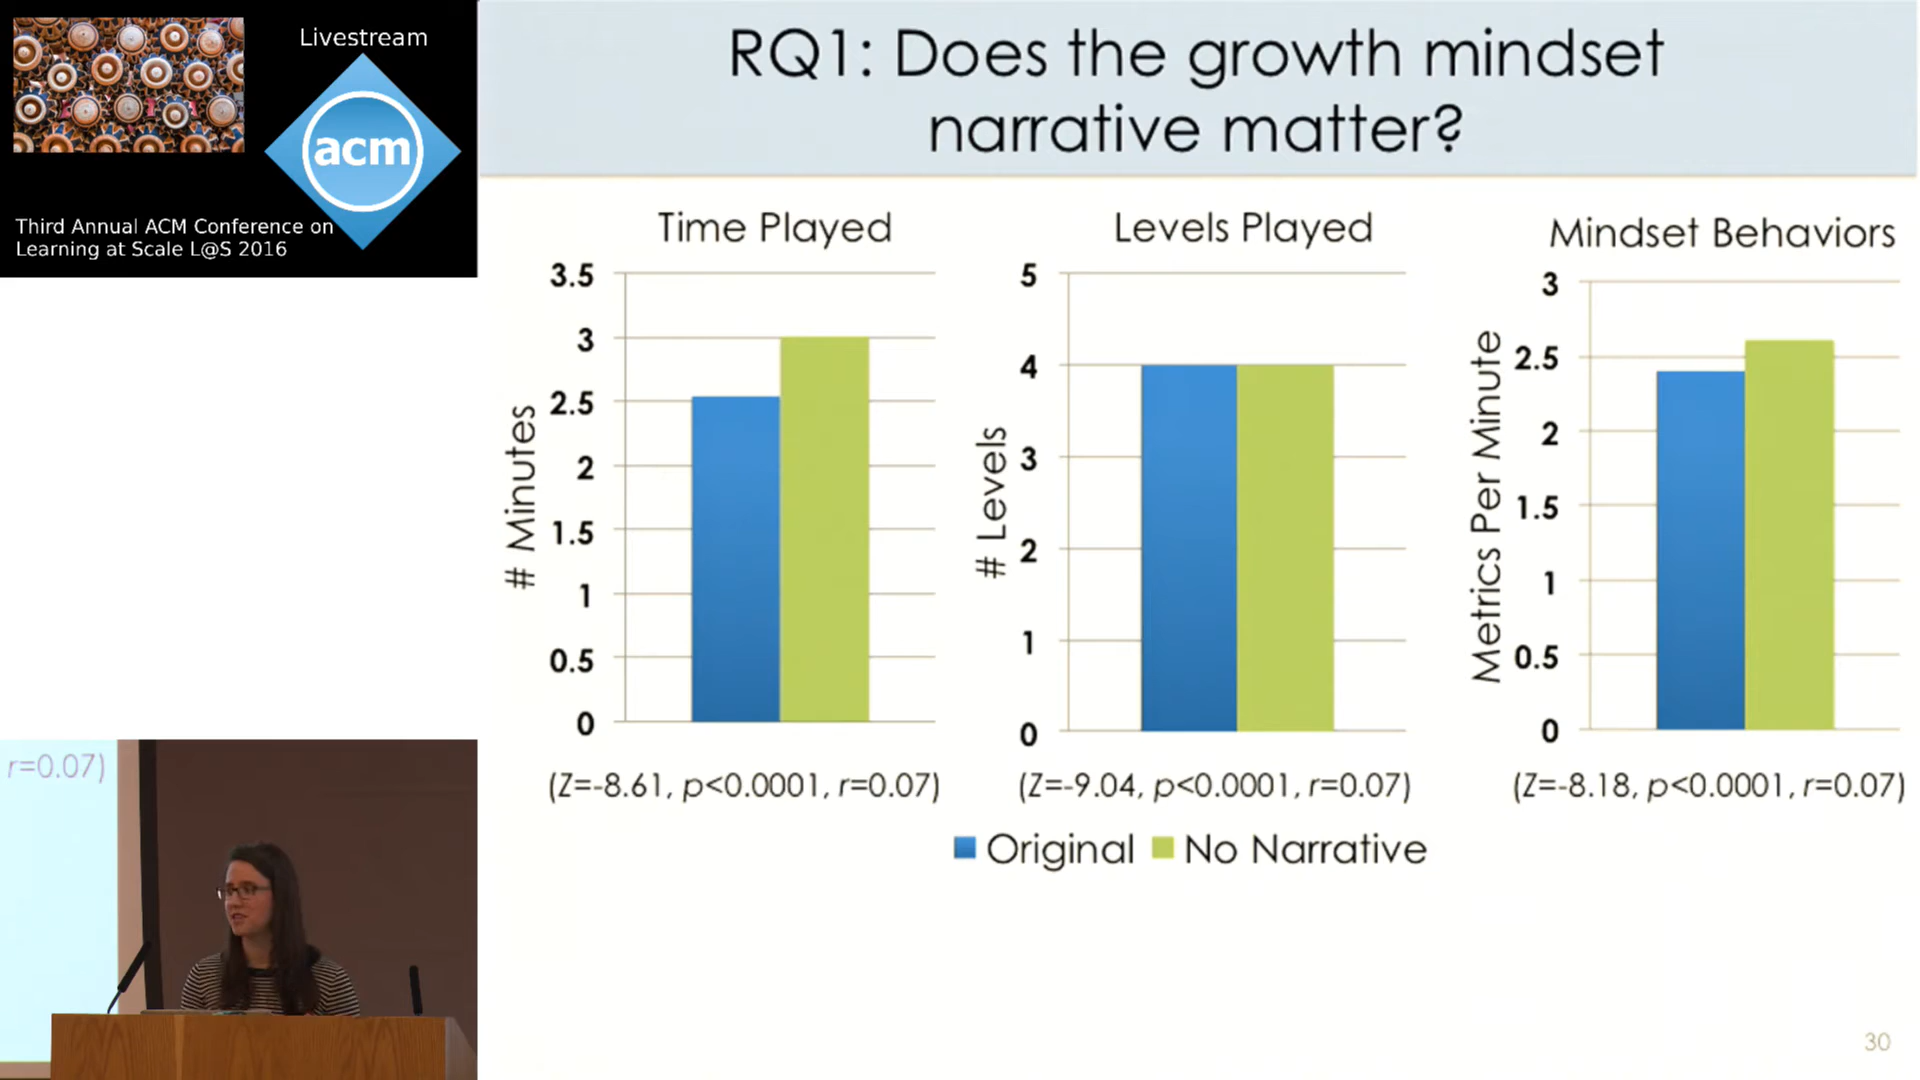 Livestream
acm
Third Annual ACM Conference on
Learning at Scale L@S 2016
RQ1: Does the growth mindset
narrative matter?
Time Played
# Minutes
3.5
3
2.5
2
1.5
1
0.5
0
(Z=-8.61, p<0.0001, r=0.07)
Levels Played
# Levels
5
4
3
2
1
0
(Z=-9.04, p<0.0001, r=0.07)
Mindset Behaviors
Metrics Per Minute
3
2.5
2
1.5
1
0.5
0
(Z=-8.18, p<0.0001, r=0.07)
Original
No Narrative
30
r=0.07)